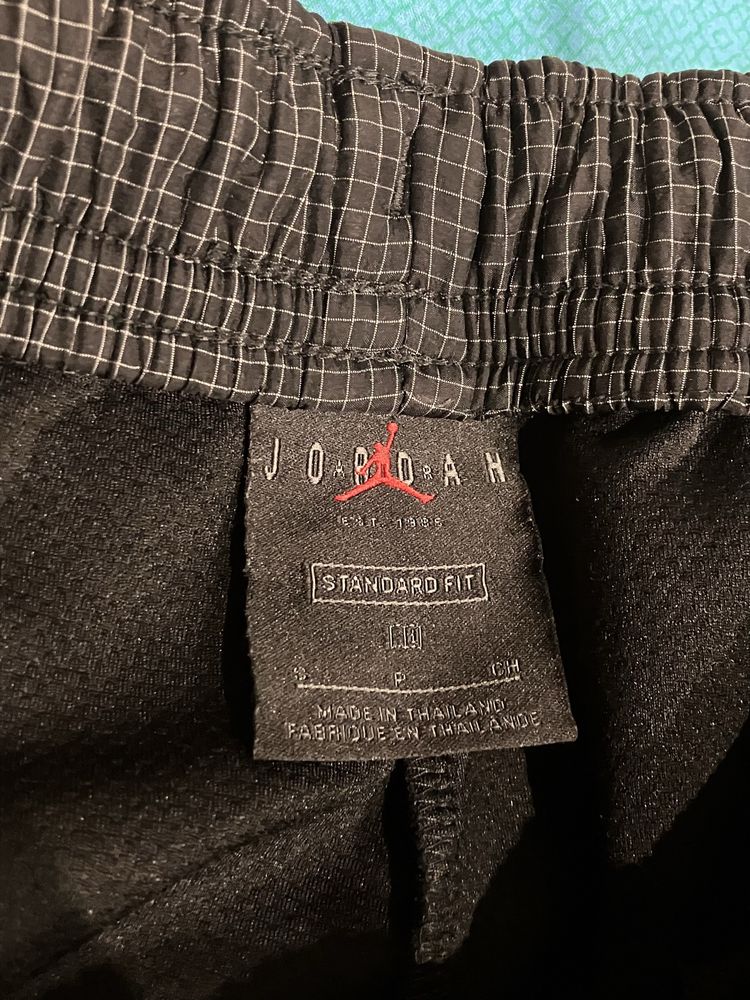 JORDAN
EST. 1985
STANDARD FIT
S P CH
MADE IN THAILAND
FABRIQUE EN THAILANDE